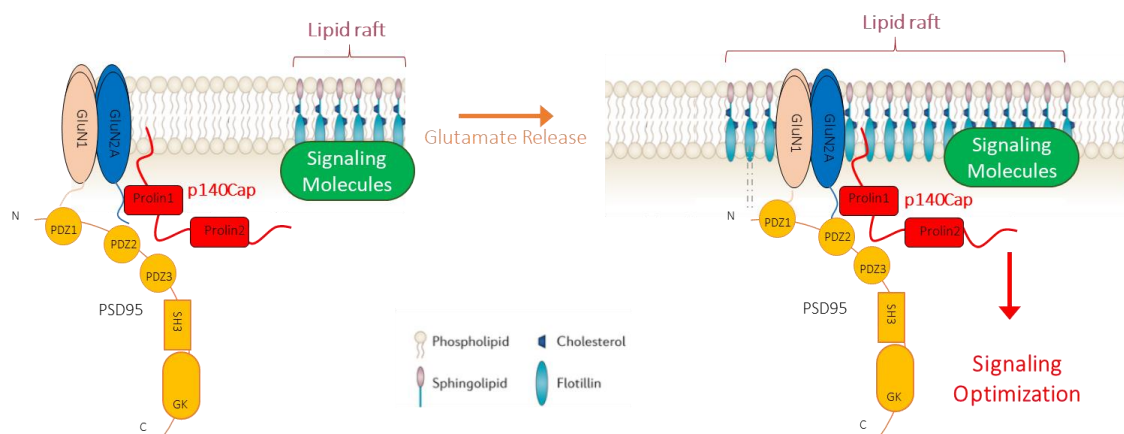 Lipid raft
GluN1
GluN2A
Signaling
Molecules
Prolin1
p140Cap
Prolin2
N
PDZ1
PDZ2
PDZ3
PSD95
SH3
GK
C
Glutamate Release
Lipid raft
GluN1
GluN2A
Signaling
Molecules
Prolin1
p140Cap
Prolin2
N
PDZ1
PDZ2
PDZ3
PSD95
SH3
GK
C
Signaling
Optimization
Phospholipid
Cholesterol
Sphingolipid
Flotillin